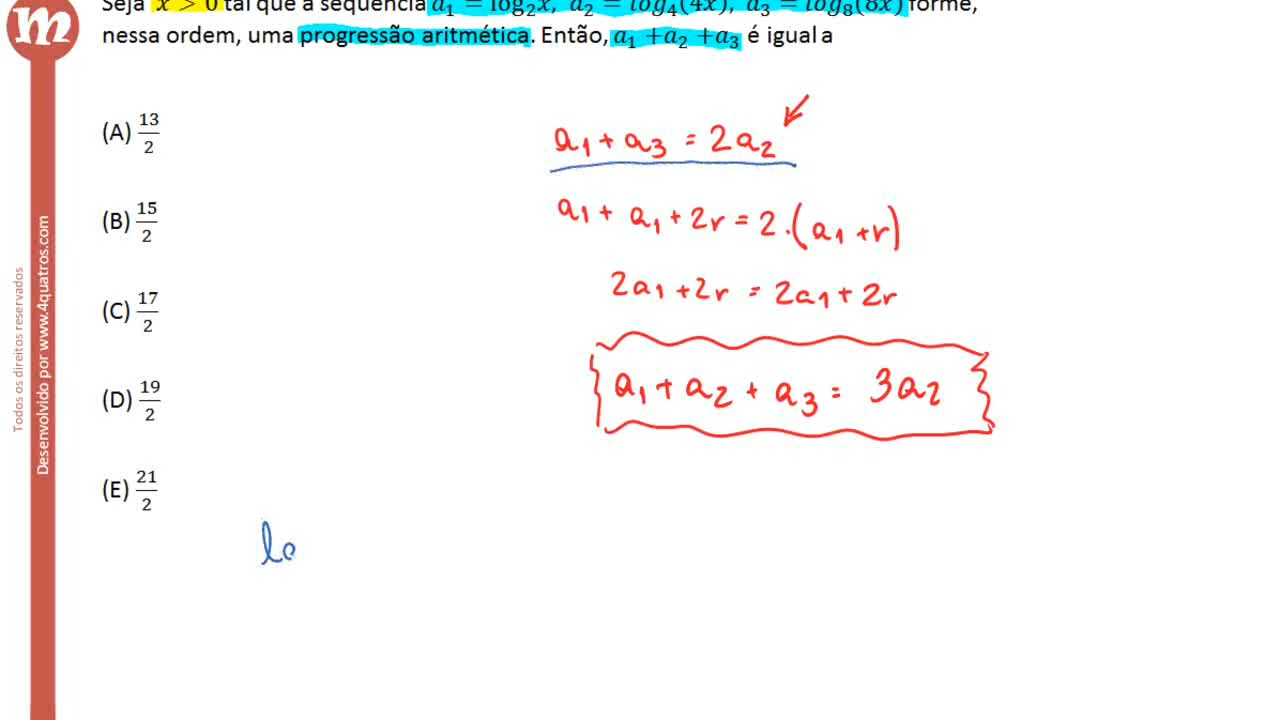 Seja x > 0 tal que a sequência a₁ = log₂x, a₂ = log₄(4x), a₃ = log₈(8x) forme,
nessa ordem, uma progressão aritmética. Então, a₁ +a₂ +a₃ é igual a
(A) 13/2
(B) 15/2
(C) 17/2
(D) 19/2
(E) 21/2
a₁ + a₃ = 2a₂
a₁ + a₁ + 2r = 2.(a₁ + r)
2a₁ + 2r = 2a₁ + 2r
a₁ + a₂ + a₃ = 3a₂
lo
m
Todos os direitos reservados
Desenvolvido por www.4quatros.com